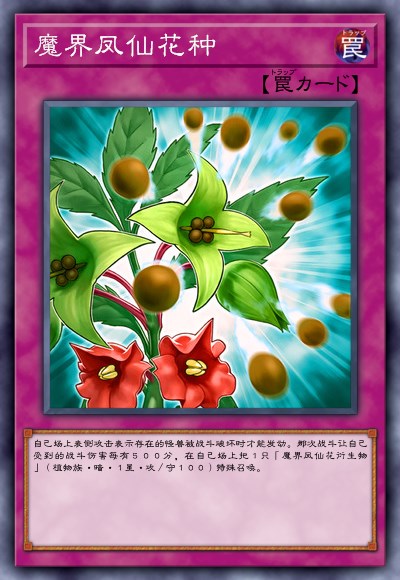 魔界凤仙花种
トラップ
罠
トラップ
【罠カード】
自己场上表侧攻击表示存在的怪兽被战斗破坏时才能发动。那次战斗让自己
受到的战斗伤害每有５００分，在自己场上把１只「魔界凤仙花衍生物
」（植物族·暗·１星·攻／守１００）特殊召唤。